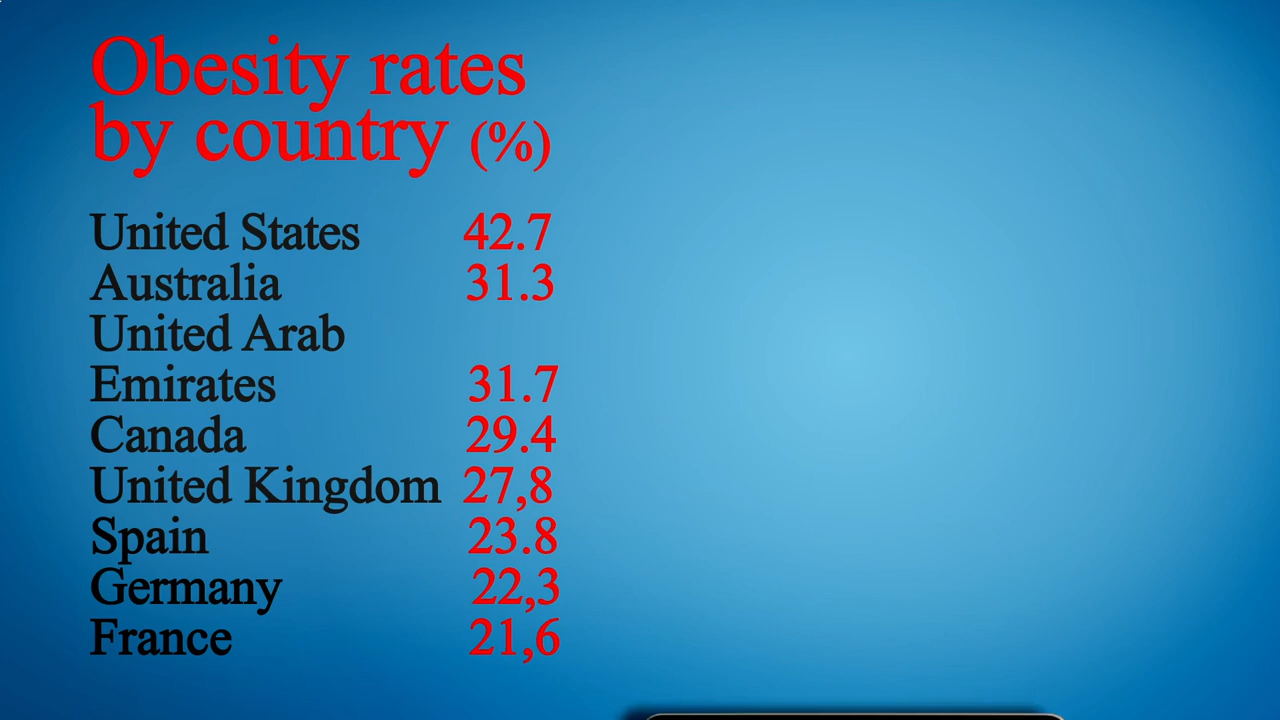 Obesity rates
by country (%)
United States 42.7
Australia 31.3
United Arab
Emirates 31.7
Canada 29.4
United Kingdom 27,8
Spain 23.8
Germany 22,3
France 21,6